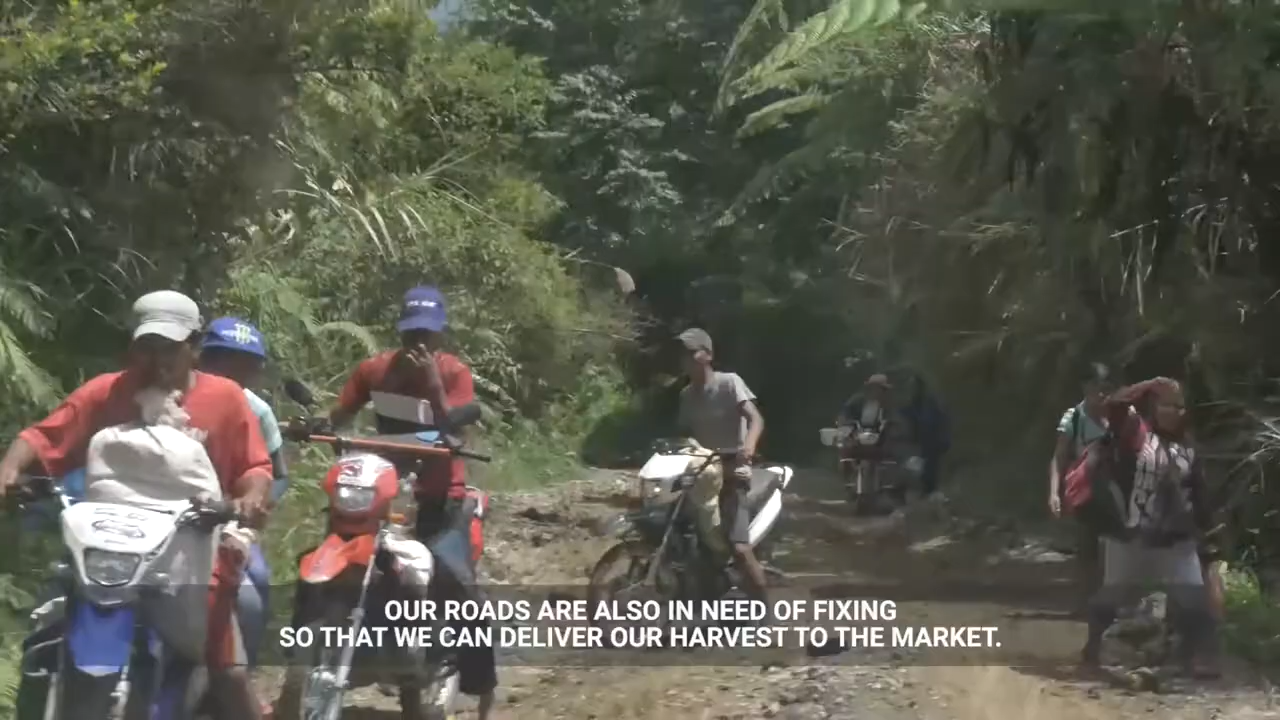 OUR ROADS ARE ALSO IN NEED OF FIXING
SO THAT WE CAN DELIVER OUR HARVEST TO THE MARKET.